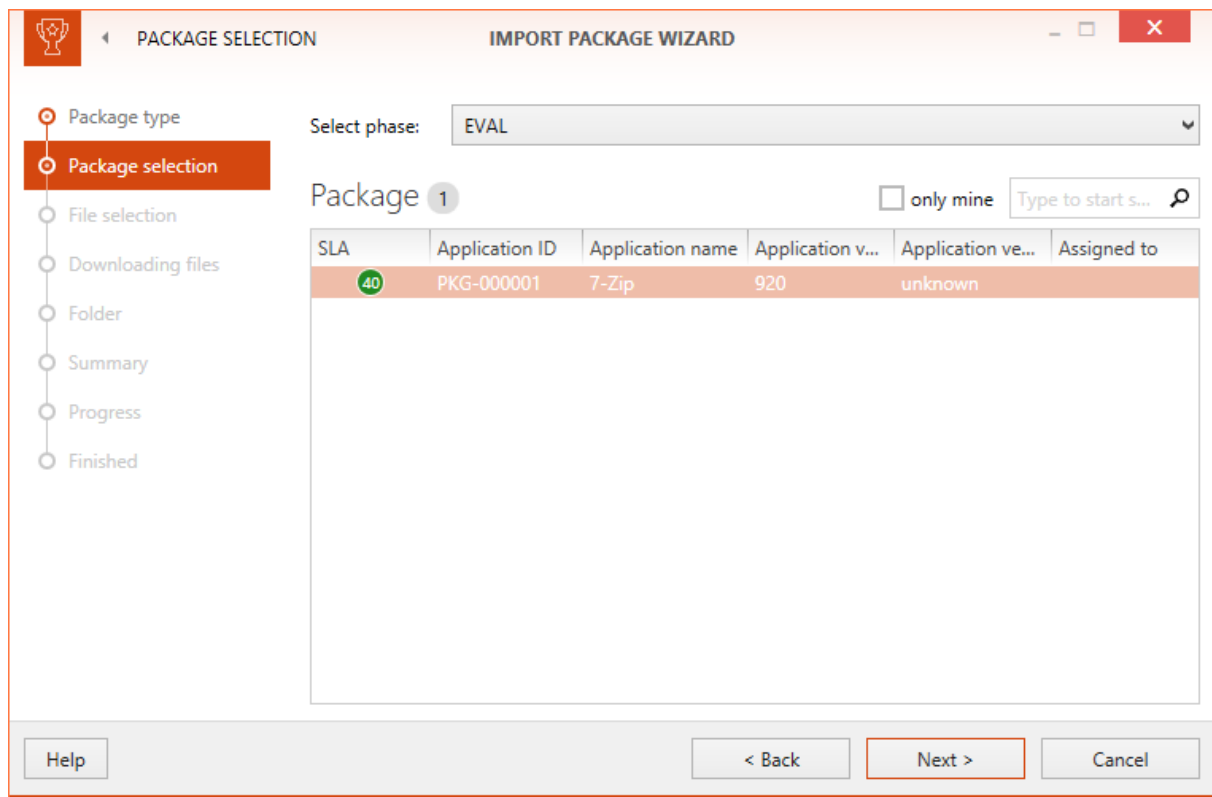 PACKAGE SELECTION IMPORT PACKAGE WIZARD
Package type
Package selection
File selection
Downloading files
Folder
Summary
Progress
Finished
Select phase: EVAL
Package 1 only mine Type to start s...
SLA Application ID Application name Application v... Application ve... Assigned to
40 PKG-000001 7-Zip 920 unknown
Help < Back Next > Cancel